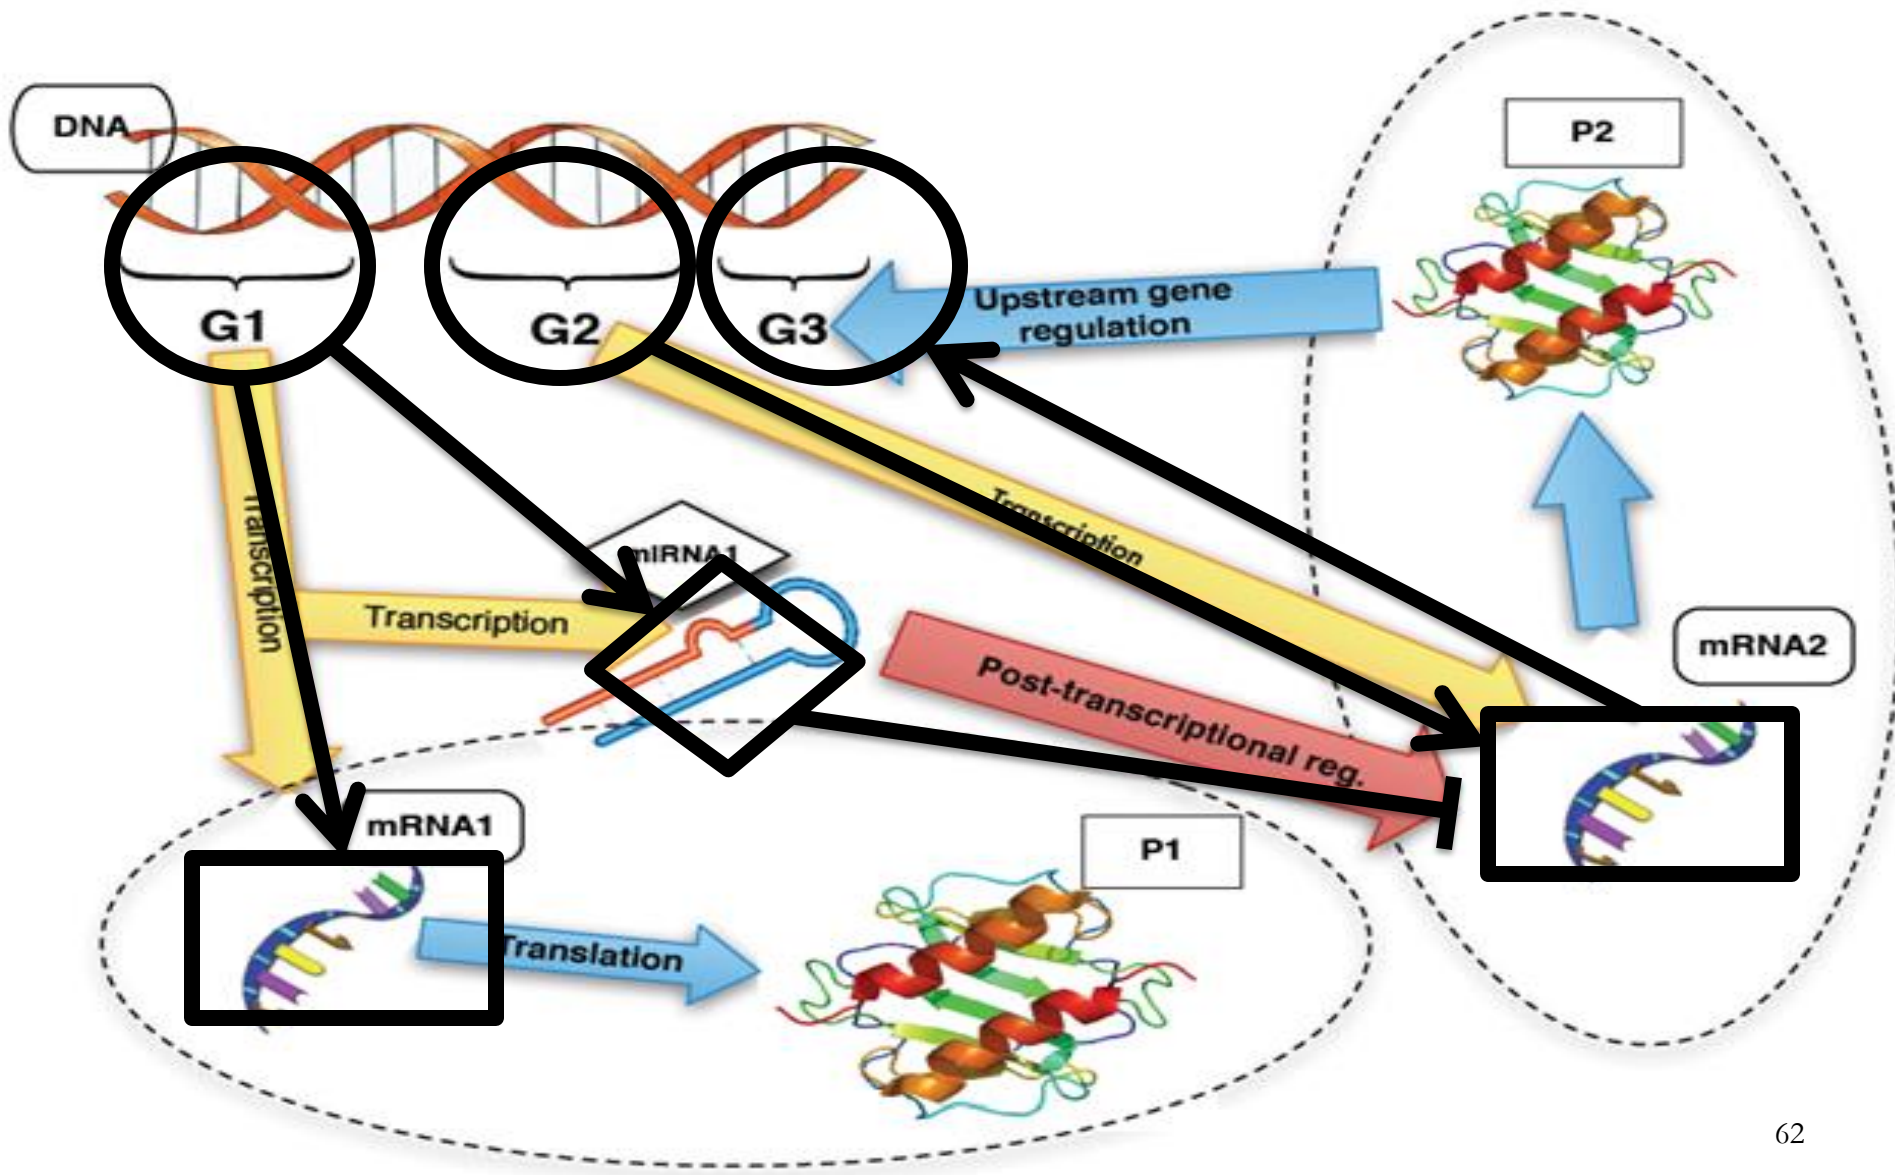 DNA
P2
G1
G2
G3
Upstream gene
regulation
Transcription
Transcription
miRNA1
Transcription
mRNA2
Post-transcriptional reg.
mRNA1
P1
Translation
62